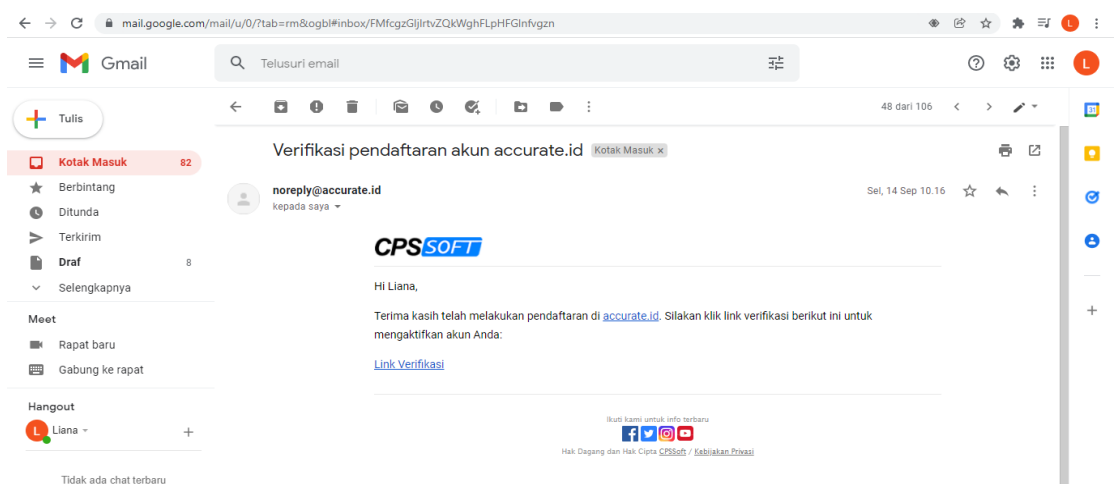 mail.google.com/mail/u/0/?tab=rm&ogbl#inbox/FMfcgzGljlrtvZQkWghFLpHFGlnfvgzn
L
Gmail
Telusuri email
L
Tulis
48 dari 106
31
Kotak Masuk 82
Berbintang
Ditunda
Terkirim
Draf 8
Selengkapnya
Meet
Rapat baru
Gabung ke rapat
Hangout
L Liana
Tidak ada chat terbaru
Verifikasi pendaftaran akun accurate.id Kotak Masuk x
noreply@accurate.id Sel, 14 Sep 10.16
kepada saya
CPSSOFT
Hi Liana,
Terima kasih telah melakukan pendaftaran di accurate.id. Silakan klik link verifikasi berikut ini untuk
mengaktifkan akun Anda:
Link Verifikasi
Ikuti kami untuk info terbaru
Hak Dagang dan Hak Cipta CPSSoft / Kebijakan Privasi